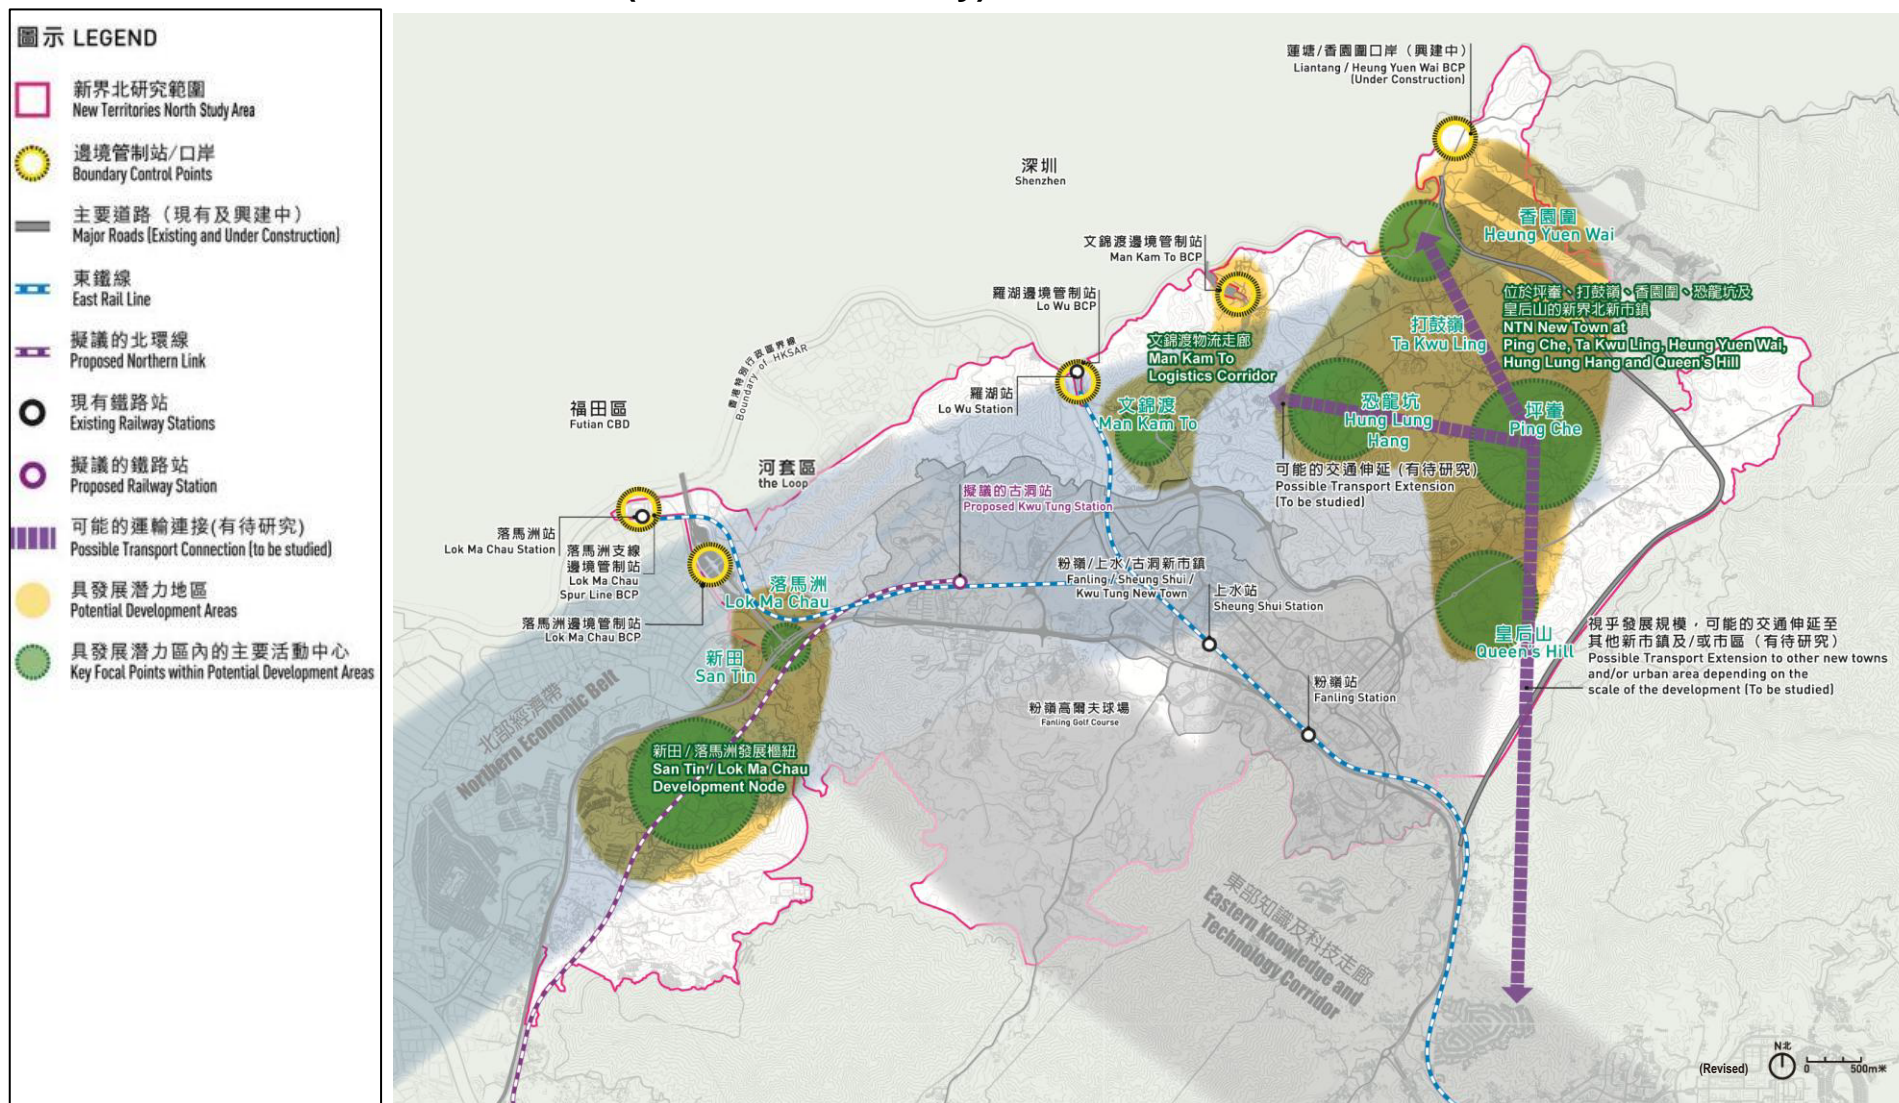 圖示 LEGEND
新界北研究範圍
New Territories North Study Area
邊境管制站/口岸
Boundary Control Points
主要道路（現有及興建中）
Major Roads (Existing and Under Construction)
東鐵線
East Rail Line
擬議的北環線
Proposed Northern Link
現有鐵路站
Existing Railway Stations
擬議的鐵路站
Proposed Railway Station
可能的運輸連接(有待研究)
Possible Transport Connection (to be studied)
具發展潛力地區
Potential Development Areas
具發展潛力區內的主要活動中心
Key Focal Points within Potential Development Areas
蓮塘/香園圍口岸（興建中）
Liantang / Heung Yuen Wai BCP
(Under Construction)
深圳
Shenzhen
香園圍
Heung Yuen Wai
文錦渡邊境管制站
Man Kam To BCP
羅湖邊境管制站
Lo Wu BCP
位於坪輋、打鼓嶺、香園圍、恐龍坑及
皇后山的新界北新市鎮
NTN New Town at
Ping Che, Ta Kwu Ling, Heung Yuen Wai,
Hung Lung Hang and Queen's Hill
打鼓嶺
Ta Kwu Ling
文錦渡物流走廊
Man Kam To
Logistics Corridor
香港特別行政區界線
Boundary of HKSAR
羅湖站
Lo Wu Station
福田區
Futian CBD
文錦渡
Man Kam To
恐龍坑
Hung Lung
Hang
坪輋
Ping Che
河套區
the Loop
可能的交通伸延 (有待研究)
Possible Transport Extension
(To be studied)
擬議的古洞站
Proposed Kwu Tung Station
落馬洲站
Lok Ma Chau Station
落馬洲支線
邊境管制站
Lok Ma Chau
Spur Line BCP
落馬洲邊境管制站
Lok Ma Chau BCP
落馬洲
Lok Ma Chau
粉嶺/上水/古洞新市鎮
Fanling / Sheung Shui /
Kwu Tung New Town
上水站
Sheung Shui Station
皇后山
Queen's Hill
視乎發展規模，可能的交通伸延至
其他新市鎮及/或市區（有待研究）
Possible Transport Extension to other new towns
and/or urban area depending on the
scale of the development (To be studied)
新田
San Tin
粉嶺站
Fanling Station
粉嶺高爾夫球場
Fanling Golf Course
北部經濟帶
Northern Economic Belt
新田/落馬洲發展樞紐
San Tin / Lok Ma Chau
Development Node
東部知識及科技走廊
Eastern Knowledge and
Technology Corridor
(Revised)
N北
0 500m米